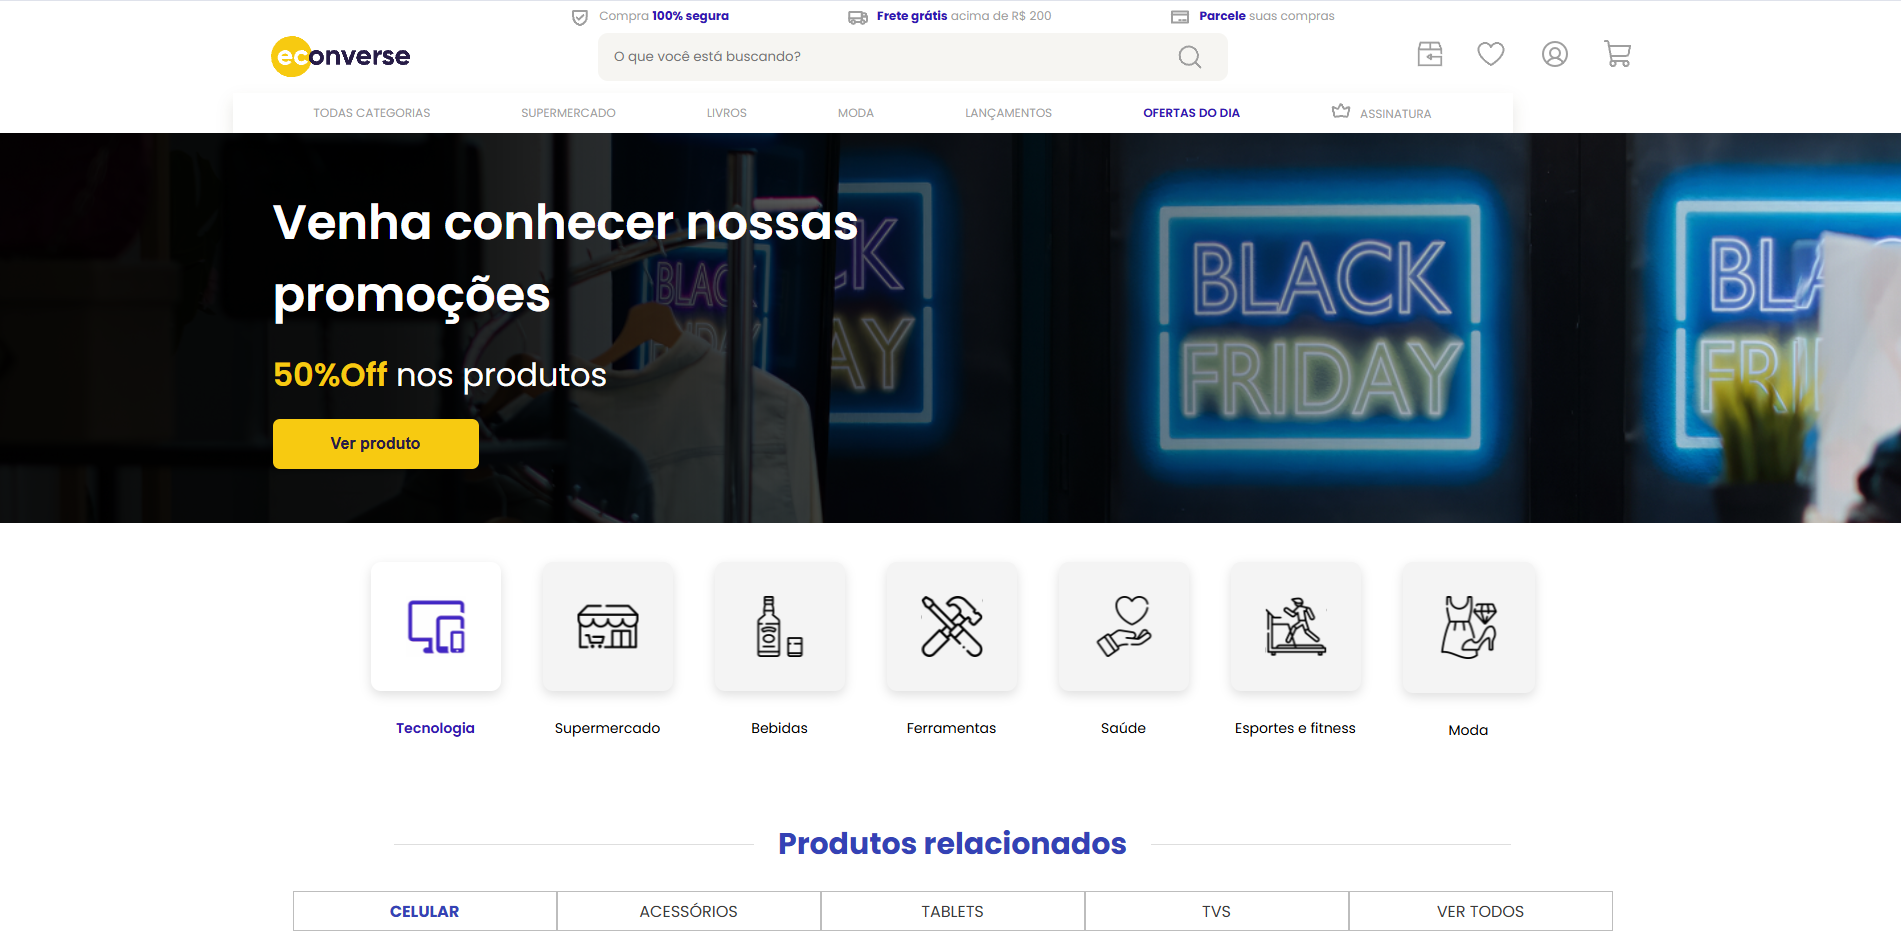 Compra 100% segura
Frete grátis acima de R$ 200
Parcele suas compras
econverse
O que você está buscando?
TODAS CATEGORIAS
SUPERMERCADO
LIVROS
MODA
LANÇAMENTOS
OFERTAS DO DIA
ASSINATURA
Venha conhecer nossas
promoções
50%Off nos produtos
Ver produto
BLACK
FRIDAY
Tecnologia
Supermercado
Bebidas
Ferramentas
Saúde
Esportes e fitness
Moda
Produtos relacionados
CELULAR
ACESSÓRIOS
TABLETS
TVS
VER TODOS